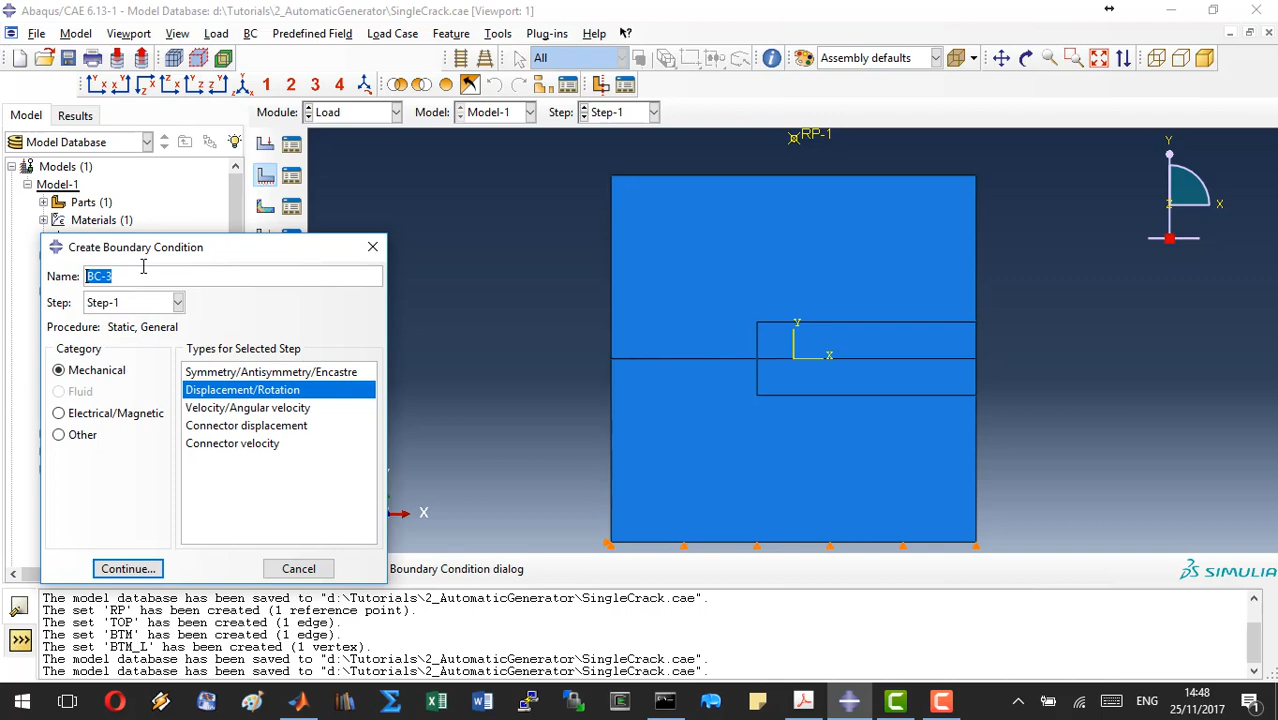 Abaqus/CAE 6.13-1 - Model Database: d:\Tutorials\2_AutomaticGenerator\SingleCrack.cae [Viewport: 1]
File Model Viewport View Load BC Predefined Field Load Case Feature Tools Plug-ins Help
All
Assembly defaults
1 2 3 4
Model Results
Module: Load Model: Model-1 Step: Step-1
Model Database
Models (1)
Model-1
Parts (1)
Materials (1)
Create Boundary Condition
Name: BC-3
Step: Step-1
Procedure: Static, General
Category
Mechanical
Fluid
Electrical/Magnetic
Other
Types for Selected Step
Symmetry/Antisymmetry/Encastre
Displacement/Rotation
Velocity/Angular velocity
Connector displacement
Connector velocity
Continue...
Cancel
RP-1
Y
X
Y
Z
X
X
Boundary Condition dialog
SIMULIA
The model database has been saved to "d:\Tutorials\2_AutomaticGenerator\SingleCrack.cae".
The set 'RP' has been created (1 reference point).
The set 'TOP' has been created (1 edge).
The set 'BTM' has been created (1 edge).
The set 'BTM_L' has been created (1 vertex).
The model database has been saved to "d:\Tutorials\2_AutomaticGenerator\SingleCrack.cae".
The model database has been saved to "d:\Tutorials\2_AutomaticGenerator\SingleCrack.cae".
ENG
14:48
25/11/2017